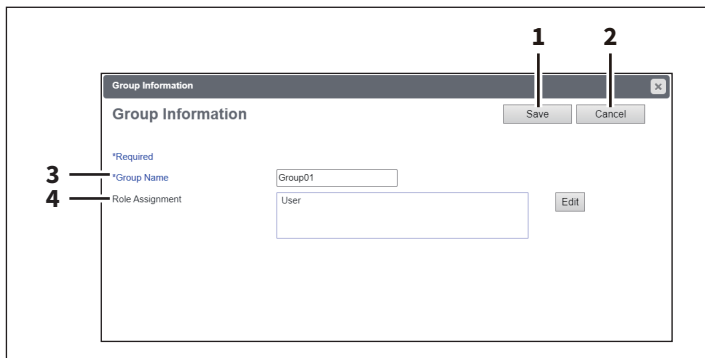 1 2
Group Information
Group Information Save Cancel
*Required
3 *Group Name Group01
4 Role Assignment User Edit